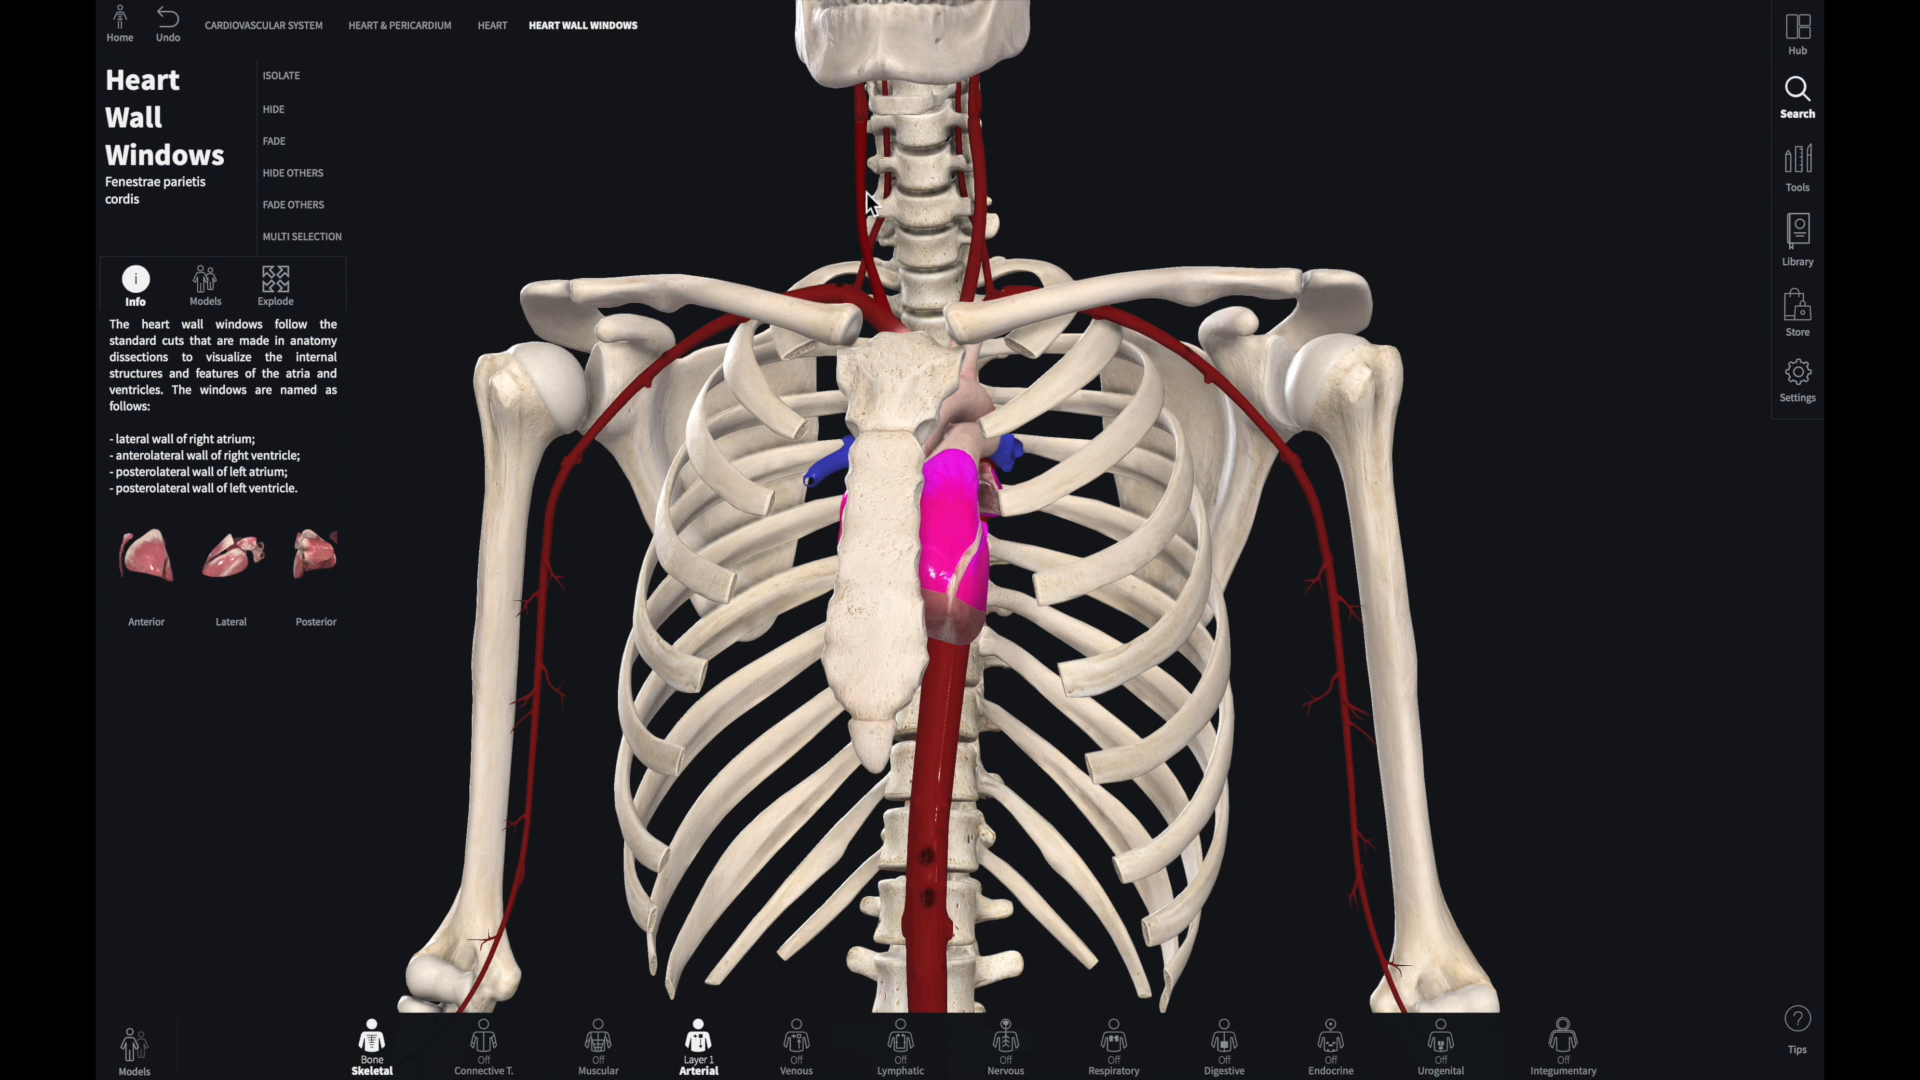 Home
Undo
CARDIOVASCULAR SYSTEM
HEART & PERICARDIUM
HEART
HEART WALL WINDOWS
Heart
Wall
Windows
Fenestrae parietis
cordis
ISOLATE
HIDE
FADE
HIDE OTHERS
FADE OTHERS
MULTI SELECTION
Info
Models
Explode
The heart wall windows follow the
standard cuts that are made in anatomy
dissections to visualize the internal
structures and features of the atria and
ventricles. The windows are named as
follows:
- lateral wall of right atrium;
- anterolateral wall of right ventricle;
- posterolateral wall of left atrium;
- posterolateral wall of left ventricle.
Anterior
Lateral
Posterior
Hub
Search
Tools
Library
Store
Settings
Tips
Models
Bone
Skeletal
Off
Connective T.
Off
Muscular
Layer 1
Arterial
Off
Venous
Off
Lymphatic
Off
Nervous
Off
Respiratory
Off
Digestive
Off
Endocrine
Off
Urogenital
Off
Integumentary